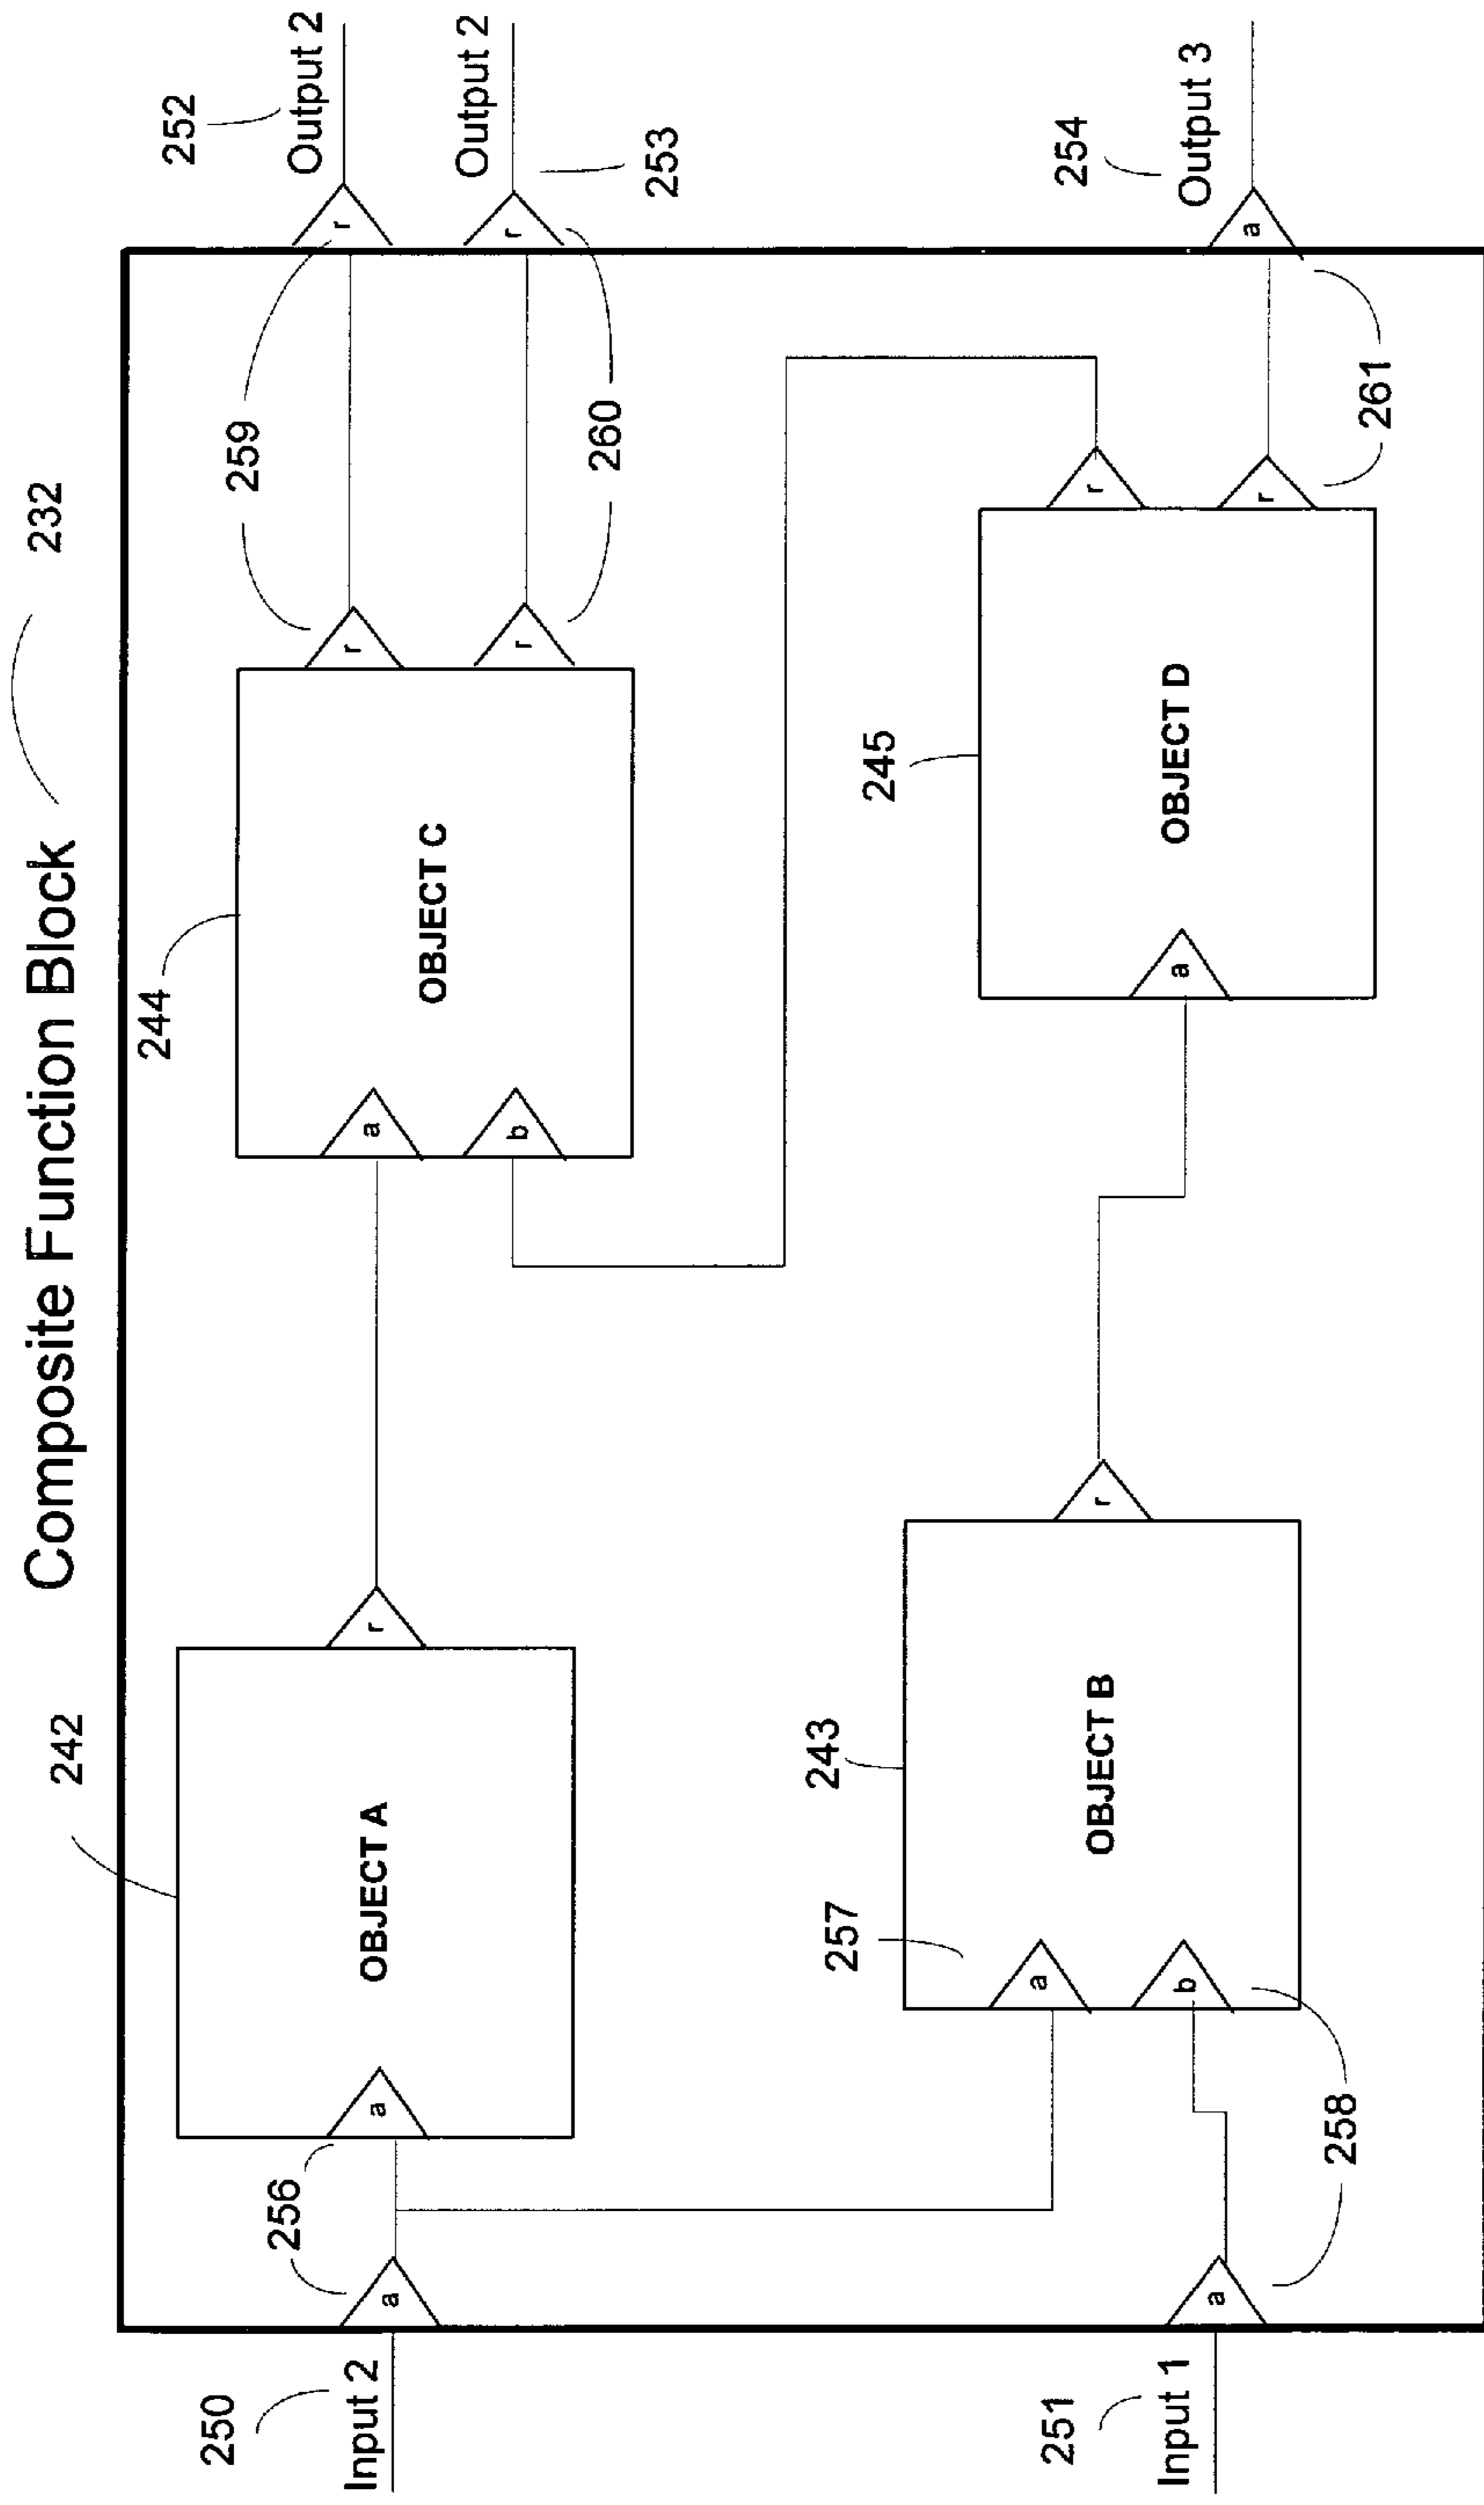 Composite Function Block
232
242
244
250
Input 2
a
256
a
OBJECT A
r
a
b
OBJECT C
r
r
259
260
r
r
252
Output 2
Output 2
253
251
Input 1
a
258
257
a
b
243
OBJECT B
r
a
245
OBJECT D
r
r
261
a
254
Output 3